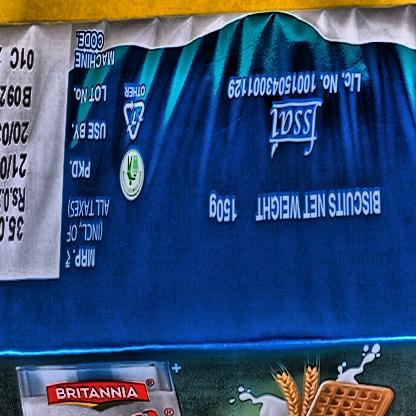 BISCUITS NET WEIGHT 150g
fssai
Lic. No. 10015043001129
MRP. ₹
(INCL. OF
ALL TAXES)
PKD.
USE BY.
LOT No.
MACHINE
CODE.
OTHER
BRITANNIA